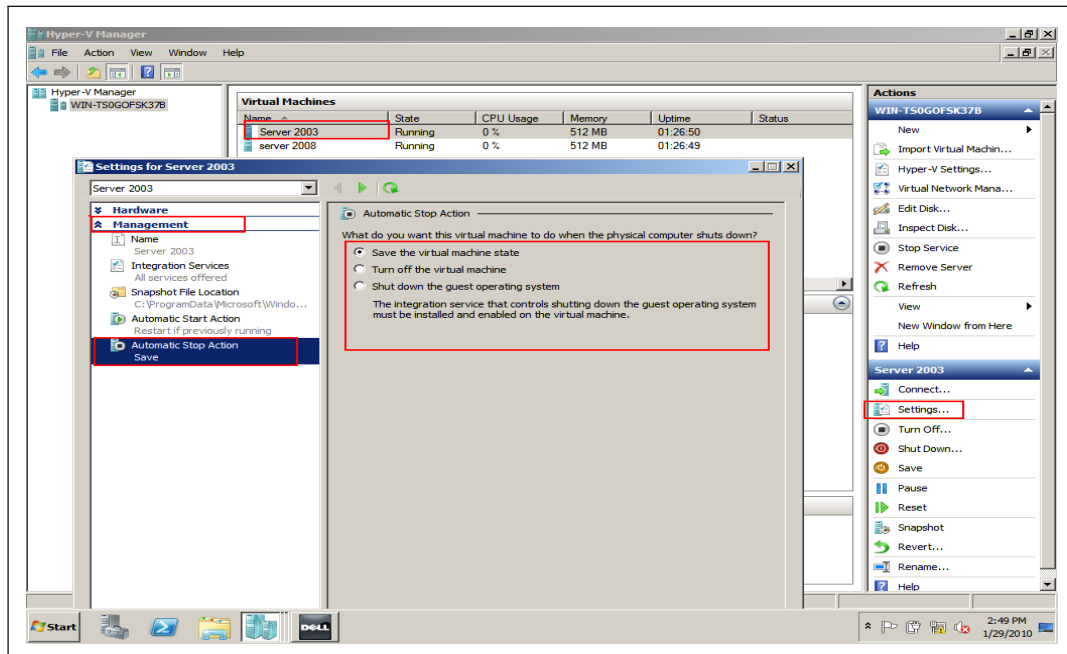 Hyper-V Manager
File Action View Window Help
Hyper-V Manager
WIN-TS0GOFSK37B
Virtual Machines
Name State CPU Usage Memory Uptime Status
Server 2003 Running 0 % 512 MB 01:26:50
server 2008 Running 0 % 512 MB 01:26:49
Settings for Server 2003
Server 2003
Hardware
Management
Name
Server 2003
Integration Services
All services offered
Snapshot File Location
C:\ProgramData\Microsoft\Windo...
Automatic Start Action
Restart if previously running
Automatic Stop Action
Save
Automatic Stop Action
What do you want this virtual machine to do when the physical computer shuts down?
Save the virtual machine state
Turn off the virtual machine
Shut down the guest operating system
The integration service that controls shutting down the guest operating system
must be installed and enabled on the virtual machine.
Actions
WIN-TS0GOFSK37B
New
Import Virtual Machin...
Hyper-V Settings...
Virtual Network Mana...
Edit Disk...
Inspect Disk...
Stop Service
Remove Server
Refresh
View
New Window from Here
Help
Server 2003
Connect...
Settings...
Turn Off...
Shut Down...
Save
Pause
Reset
Snapshot
Revert...
Rename...
Help
Start
DELL
2:49 PM
1/29/2010